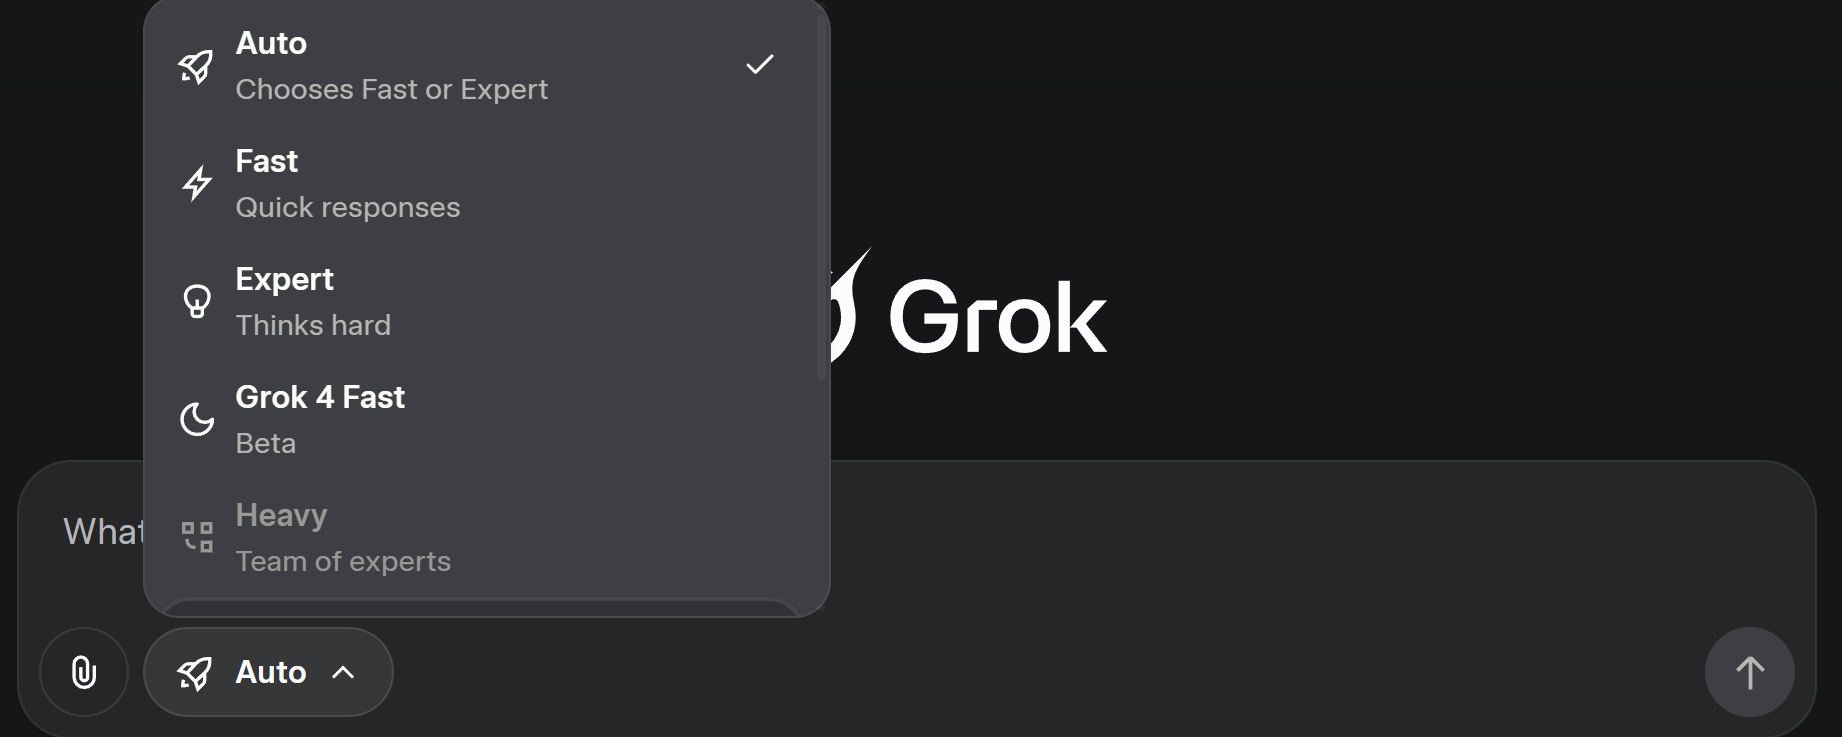 Auto
Chooses Fast or Expert
Fast
Quick responses
Expert
Thinks hard
Grok 4 Fast
Beta
Heavy
Team of experts
Grok
What
Auto